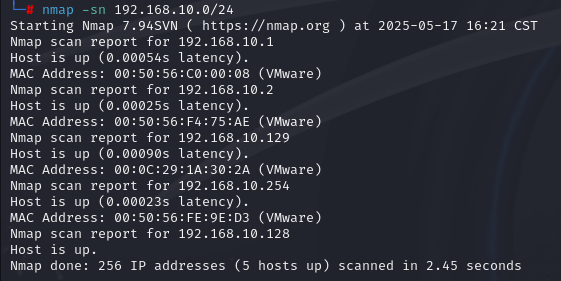 └─# nmap -sn 192.168.10.0/24
Starting Nmap 7.94SVN ( https://nmap.org ) at 2025-05-17 16:21 CST
Nmap scan report for 192.168.10.1
Host is up (0.00054s latency).
MAC Address: 00:50:56:C0:00:08 (VMware)
Nmap scan report for 192.168.10.2
Host is up (0.00025s latency).
MAC Address: 00:50:56:F4:75:AE (VMware)
Nmap scan report for 192.168.10.129
Host is up (0.00090s latency).
MAC Address: 00:0C:29:1A:30:2A (VMware)
Nmap scan report for 192.168.10.254
Host is up (0.00023s latency).
MAC Address: 00:50:56:FE:9E:D3 (VMware)
Nmap scan report for 192.168.10.128
Host is up.
Nmap done: 256 IP addresses (5 hosts up) scanned in 2.45 seconds